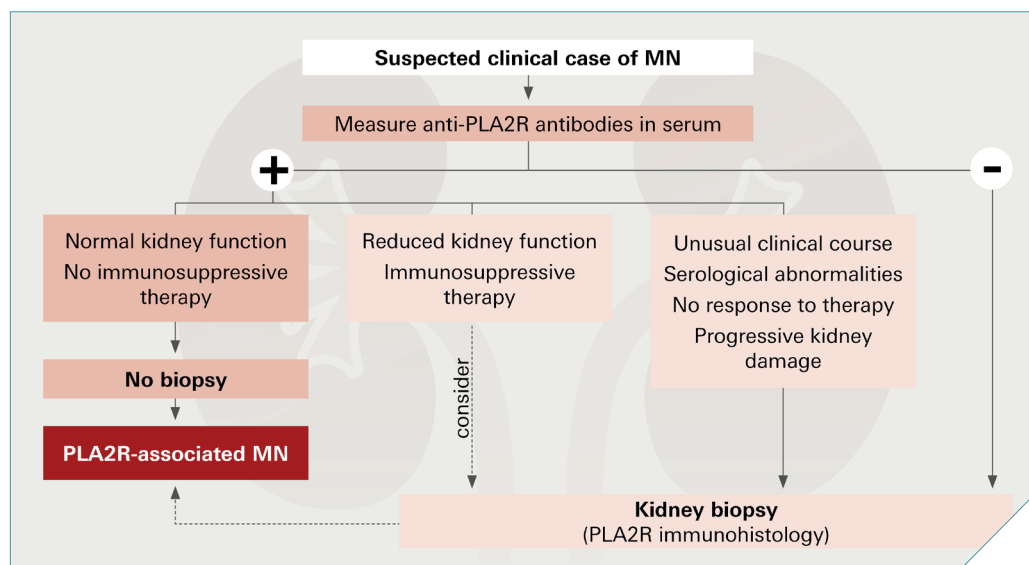 Suspected clinical case of MN
Measure anti-PLA2R antibodies in serum
+
-
Normal kidney function
No immunosuppressive
therapy
Reduced kidney function
Immunosuppressive
therapy
Unusual clinical course
Serological abnormalities
No response to therapy
Progressive kidney
damage
No biopsy
consider
PLA2R-associated MN
Kidney biopsy
(PLA2R immunohistology)